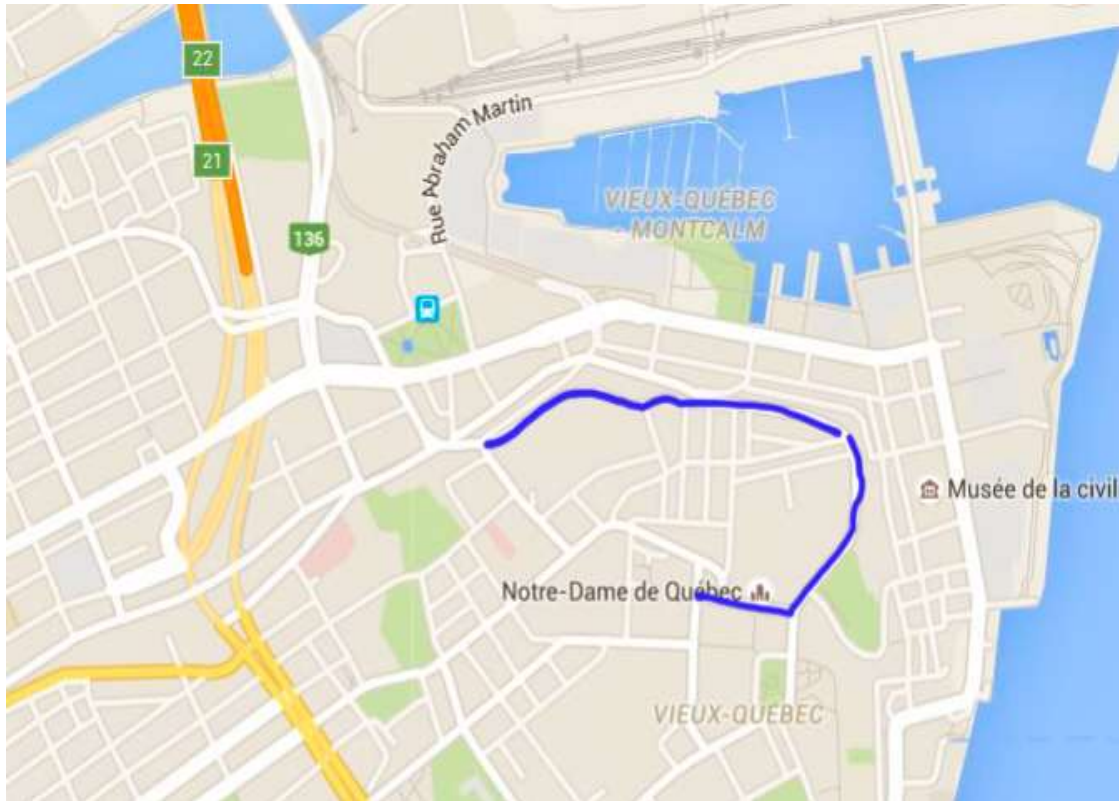 22
21
Rue Abraham Martin
VIEUX-QUÉBEC
- MONTCALM
136
Musée de la civil
Notre-Dame de Québec
VIEUX-QUÉBEC